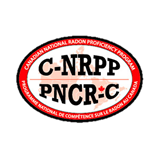 CANADIAN NATIONAL RADON PROFICIENCY PROGRAM
C-NRPP
PNCR-C
PROGRAMME NATIONAL DE COMPÉTENCE SUR LE RADON AU CANADA